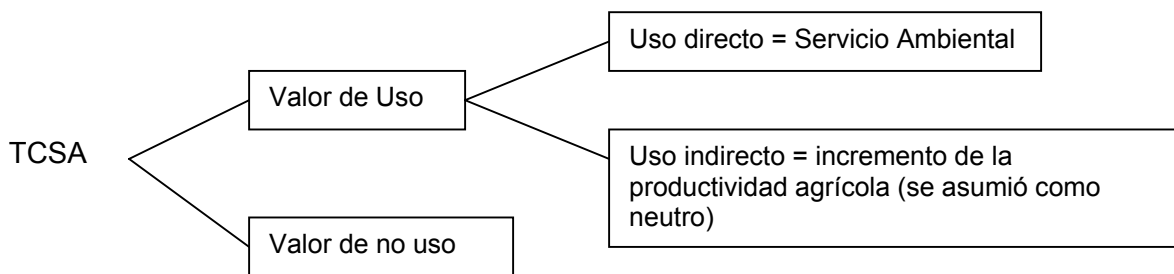 Uso directo = Servicio Ambiental
Valor de Uso
TCSA
Uso indirecto = incremento de la
productividad agrícola (se asumió como
neutro)
Valor de no uso